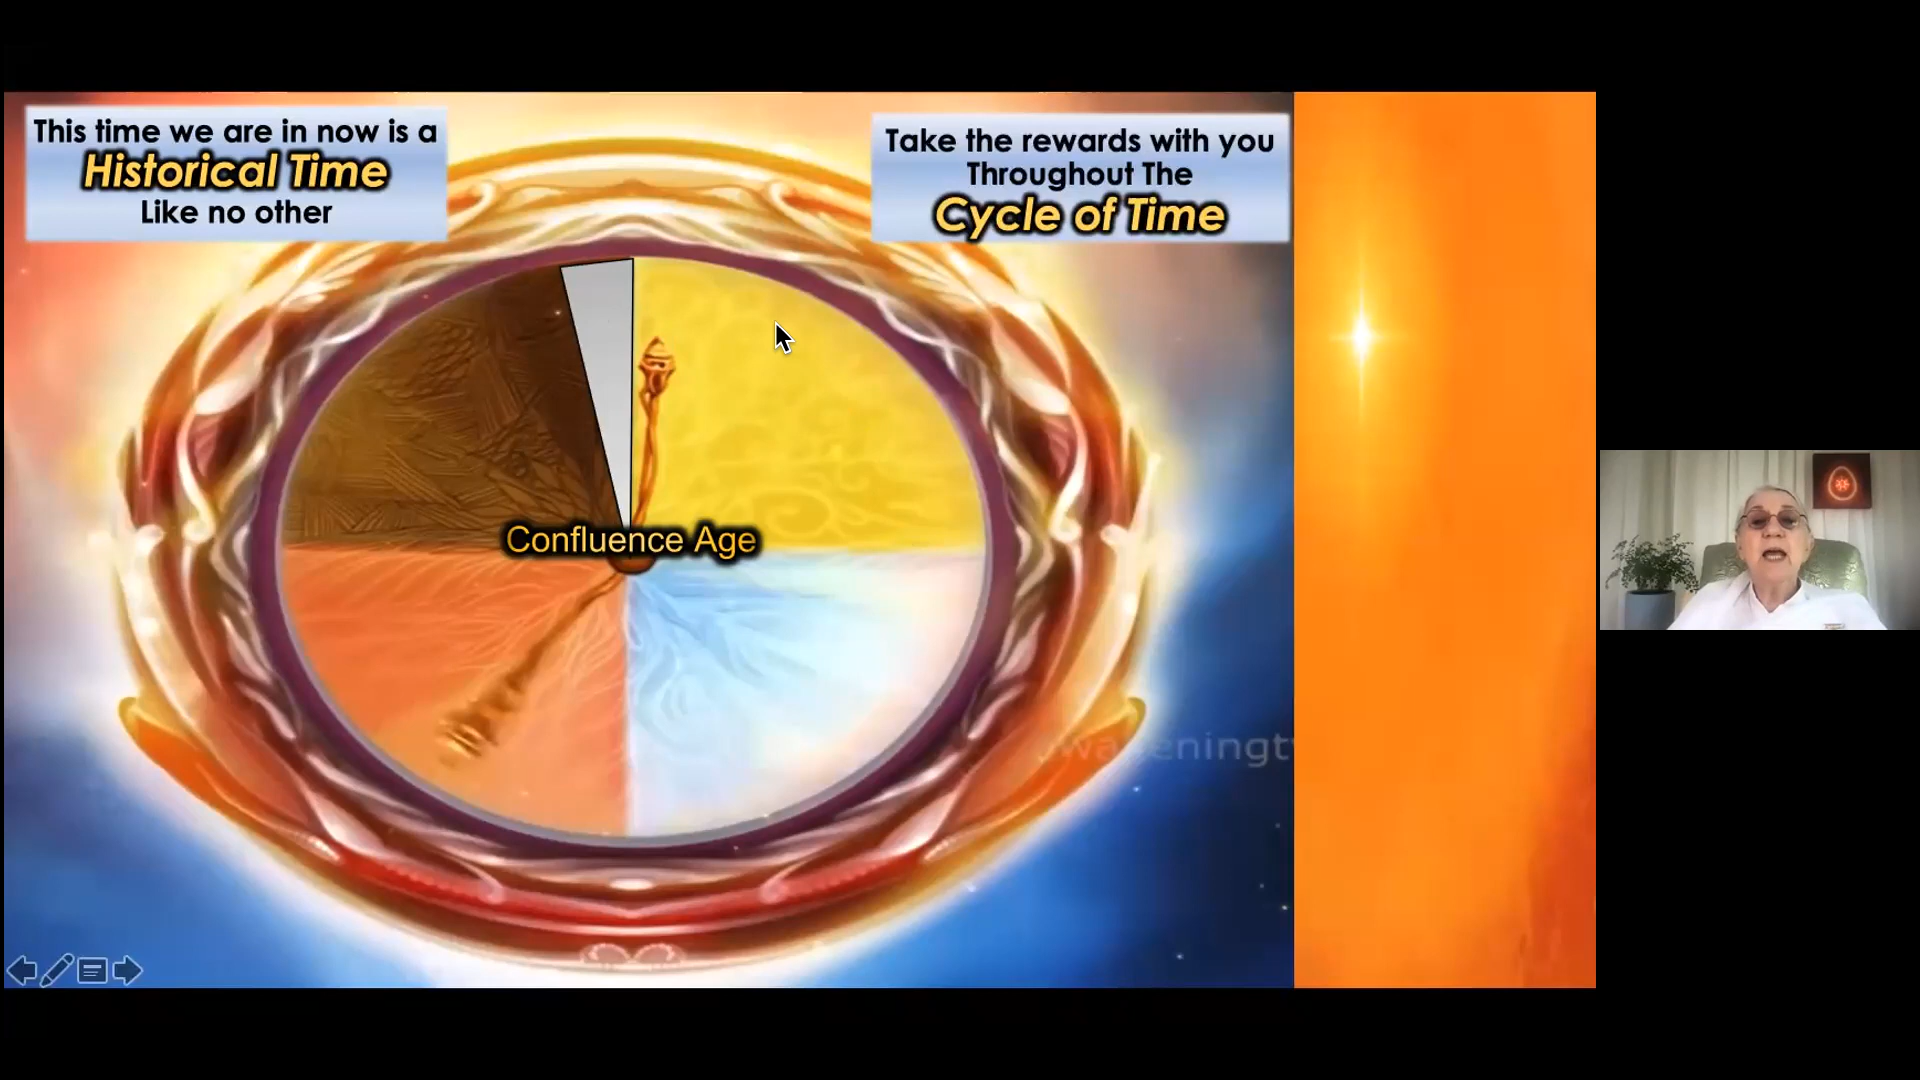 This time we are in now is a
Historical Time
Like no other
Take the rewards with you
Throughout The
Cycle of Time
Confluence Age